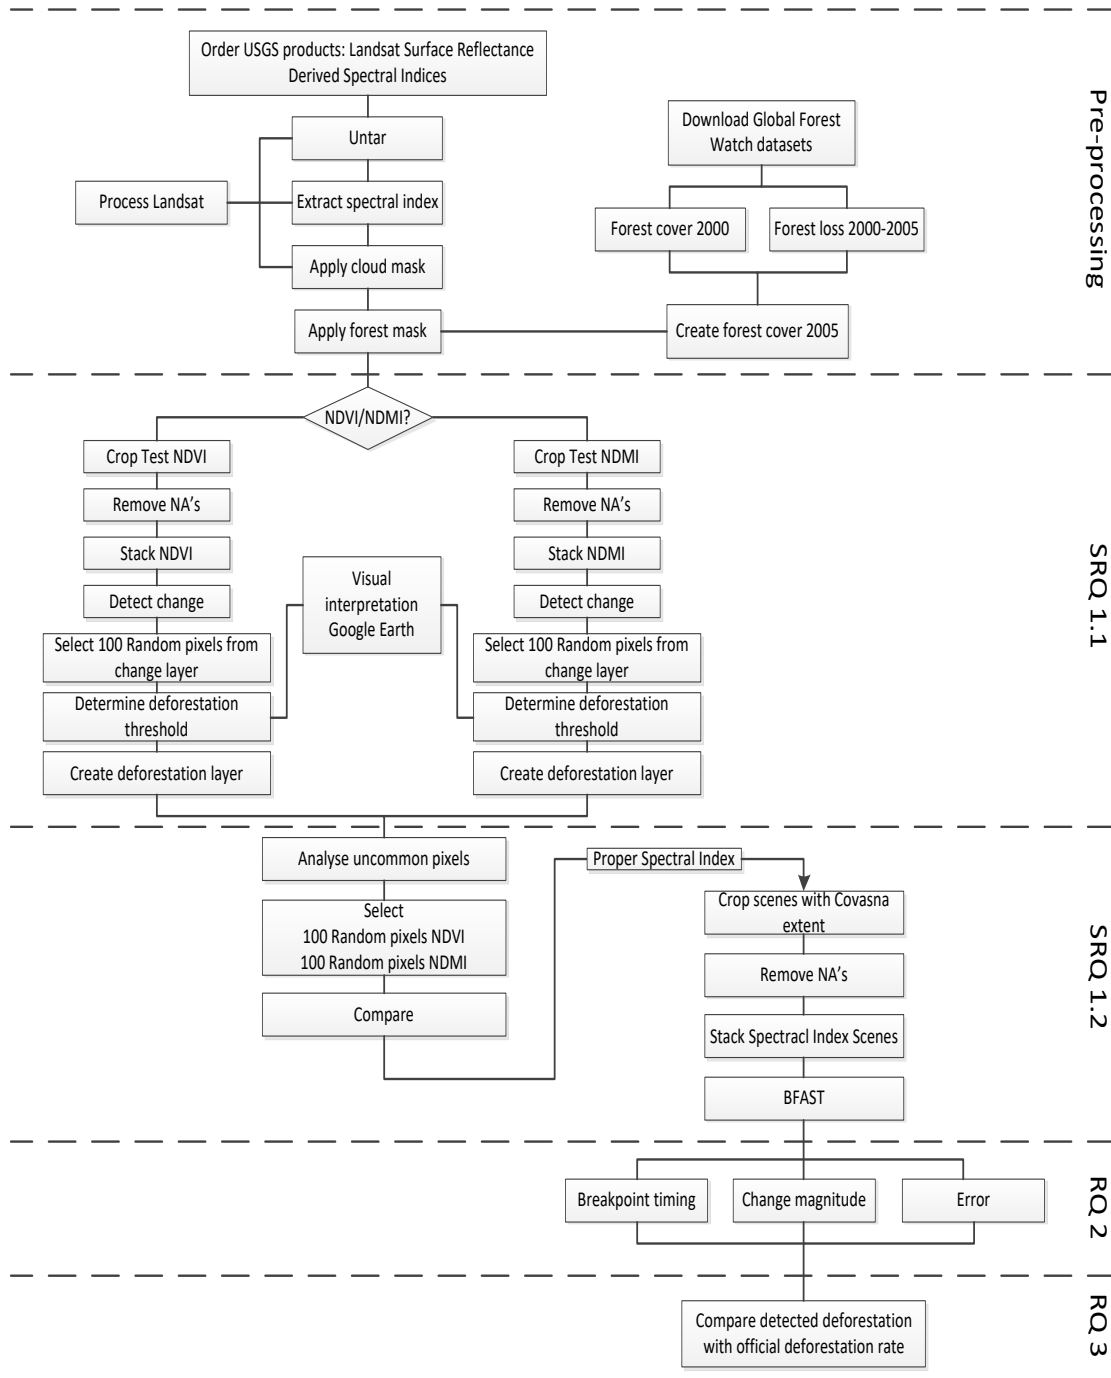 Order USGS products: Landsat Surface Reflectance
Derived Spectral Indices
Untar
Process Landsat
Extract spectral index
Apply cloud mask
Apply forest mask
Download Global Forest
Watch datasets
Forest cover 2000
Forest loss 2000-2005
Create forest cover 2005
Pre-processing
NDVI/NDMI?
Crop Test NDVI
Remove NA's
Stack NDVI
Detect change
Select 100 Random pixels from
change layer
Determine deforestation
threshold
Create deforestation layer
Visual
interpretation
Google Earth
Crop Test NDMI
Remove NA's
Stack NDMI
Detect change
Select 100 Random pixels from
change layer
Determine deforestation
threshold
Create deforestation layer
SRQ 1.1
Analyse uncommon pixels
Select
100 Random pixels NDVI
100 Random pixels NDMI
Compare
Proper Spectral Index
Crop scenes with Covasna
extent
Remove NA's
Stack Spectracl Index Scenes
BFAST
SRQ 1.2
Breakpoint timing
Change magnitude
Error
RQ 2
Compare detected deforestation
with official deforestation rate
RQ 3